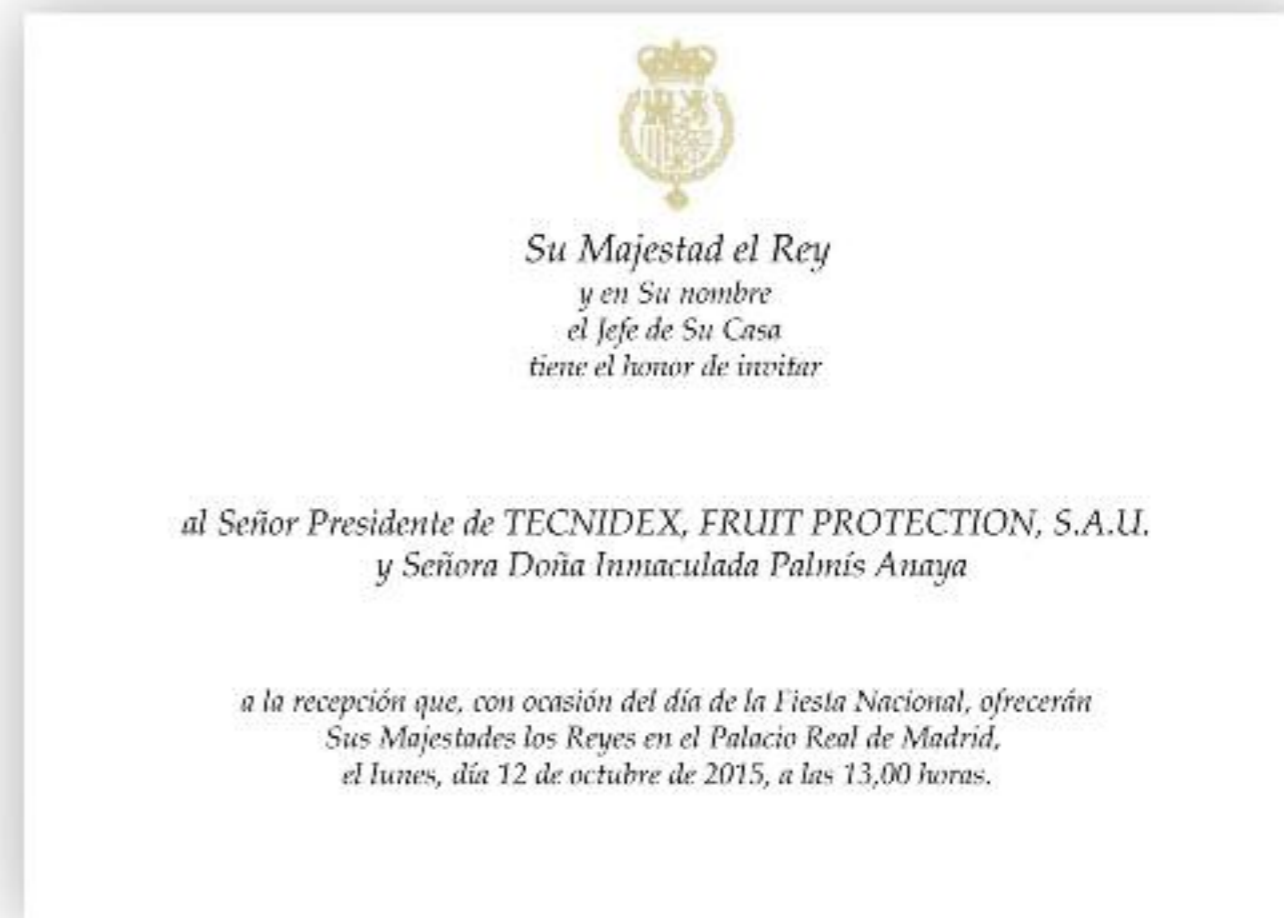 Su Majestad el Rey
y en Su nombre
el Jefe de Su Casa
tiene el honor de invitar
al Señor Presidente de TECNIDEX, FRUIT PROTECTION, S.A.U.
y Señora Doña Inmaculada Palmís Anaya
a la recepción que, con ocasión del día de la Fiesta Nacional, ofrecerán
Sus Majestades los Reyes en el Palacio Real de Madrid,
el lunes, día 12 de octubre de 2015, a las 13,00 horas.